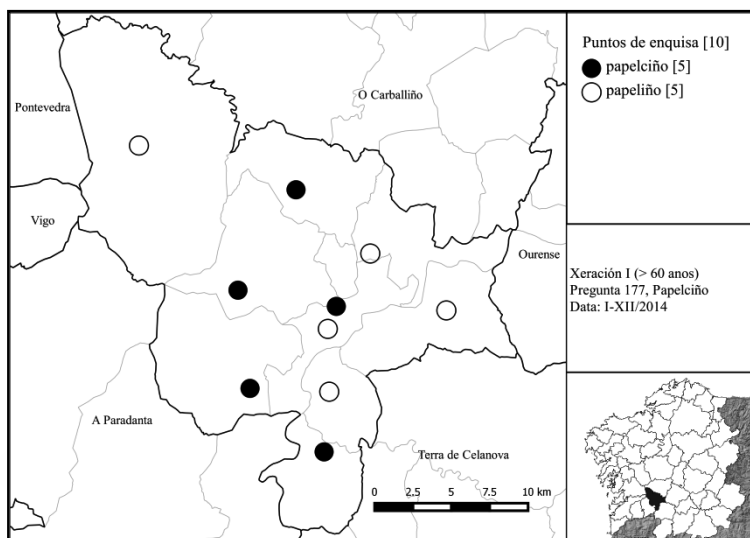 Puntos de enquisa [10]
papelciño [5]
papeliño [5]
O Carballiño
Pontevedra
Vigo
Ourense
Xeración I (> 60 anos)
Pregunta 177, Papelciño
Data: I-XII/2014
A Paradanta
Terra de Celanova
0 2,5 5 7,5 10 km